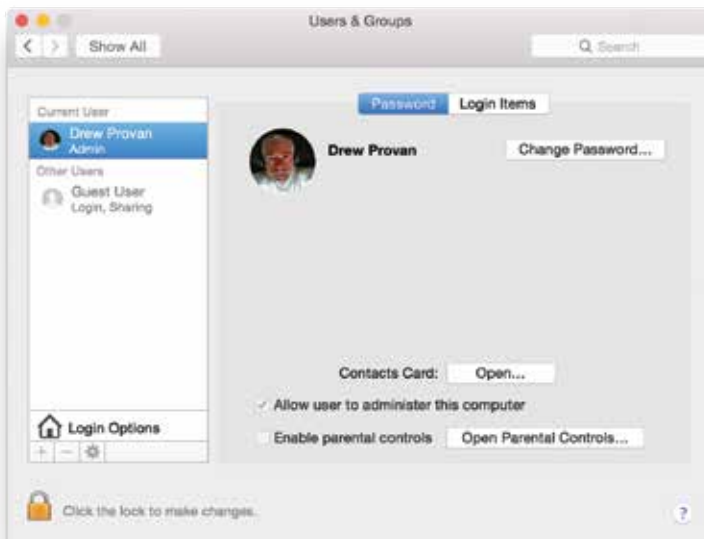 Users & Groups
Show All
Search
Current User
Drew Provan
Admin
Other Users
Guest User
Login, Sharing
Login Options
+ −
Password Login Items
Drew Provan
Change Password...
Contacts Card: Open...
Allow user to administer this computer
Enable parental controls Open Parental Controls...
Click the lock to make changes.
?